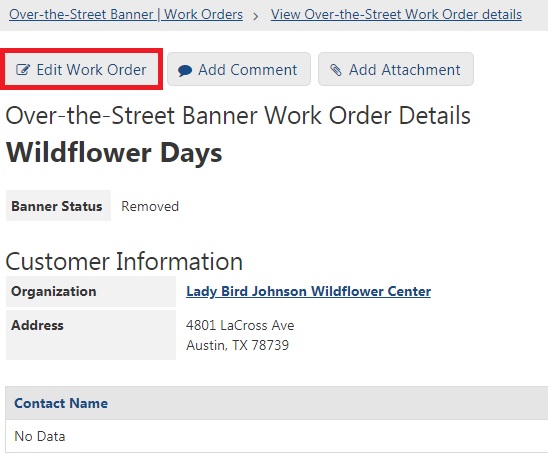 Over-the-Street Banner | Work Orders > View Over-the-Street Work Order details
Edit Work Order Add Comment Add Attachment
Over-the-Street Banner Work Order Details
Wildflower Days
Banner Status Removed
Customer Information
Organization Lady Bird Johnson Wildflower Center
Address 4801 LaCross Ave
Austin, TX 78739
Contact Name
No Data